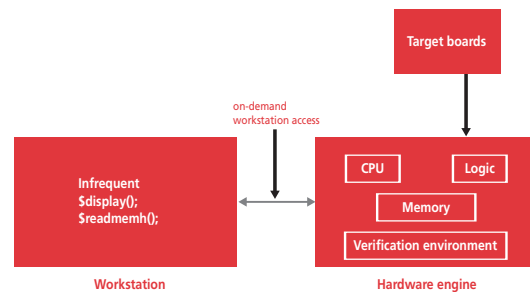 Target boards
on-demand
workstation access
Infrequent
$display();
$readmemh();
CPU
Logic
Memory
Verification environment
Workstation
Hardware engine